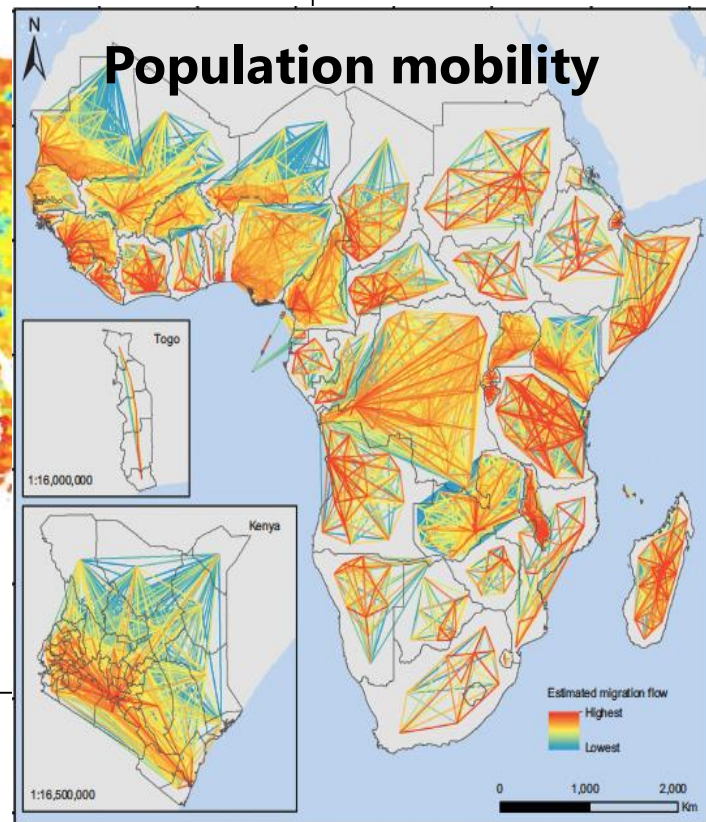 N
Population mobility
Togo
1:16,000,000
Kenya
1:16,500,000
Estimated migration flow
Highest
Lowest
0 1,000 2,000
Km